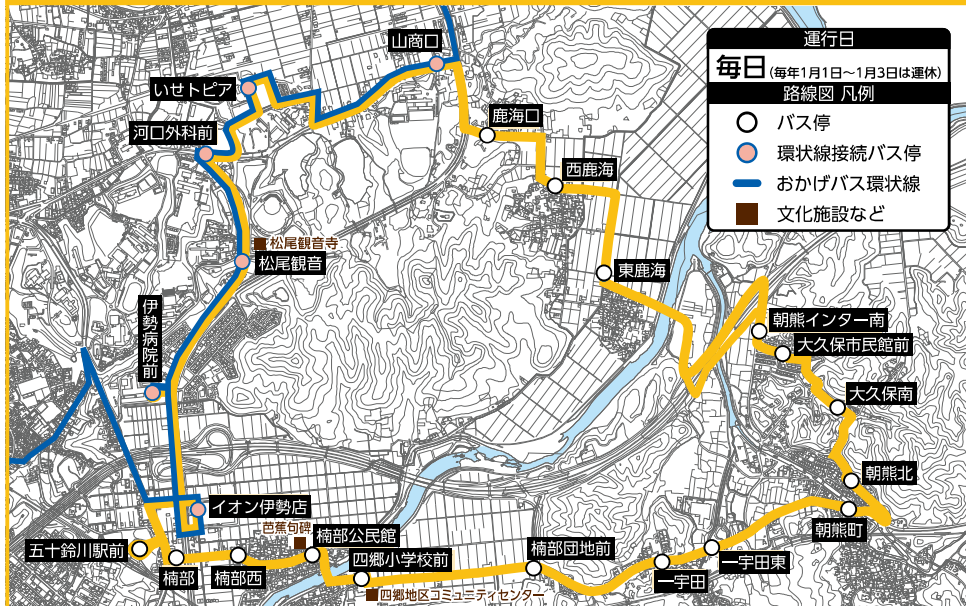 運行日
毎日(毎年1月1日～1月3日は運休)
路線図 凡例
バス停
環状線接続バス停
おかげバス環状線
文化施設など
山商口
いせトピア
河口外科前
鹿海口
西鹿海
松尾観音寺
松尾観音
東鹿海
伊勢病院前
朝熊インター南
大久保市民館前
大久保南
朝熊北
朝熊町
イオン伊勢店
芭蕉句碑
楠部公民館
五十鈴川駅前
楠部
楠部西
四郷小学校前
楠部団地前
一宇田
一宇田東
四郷地区コミュニティセンター